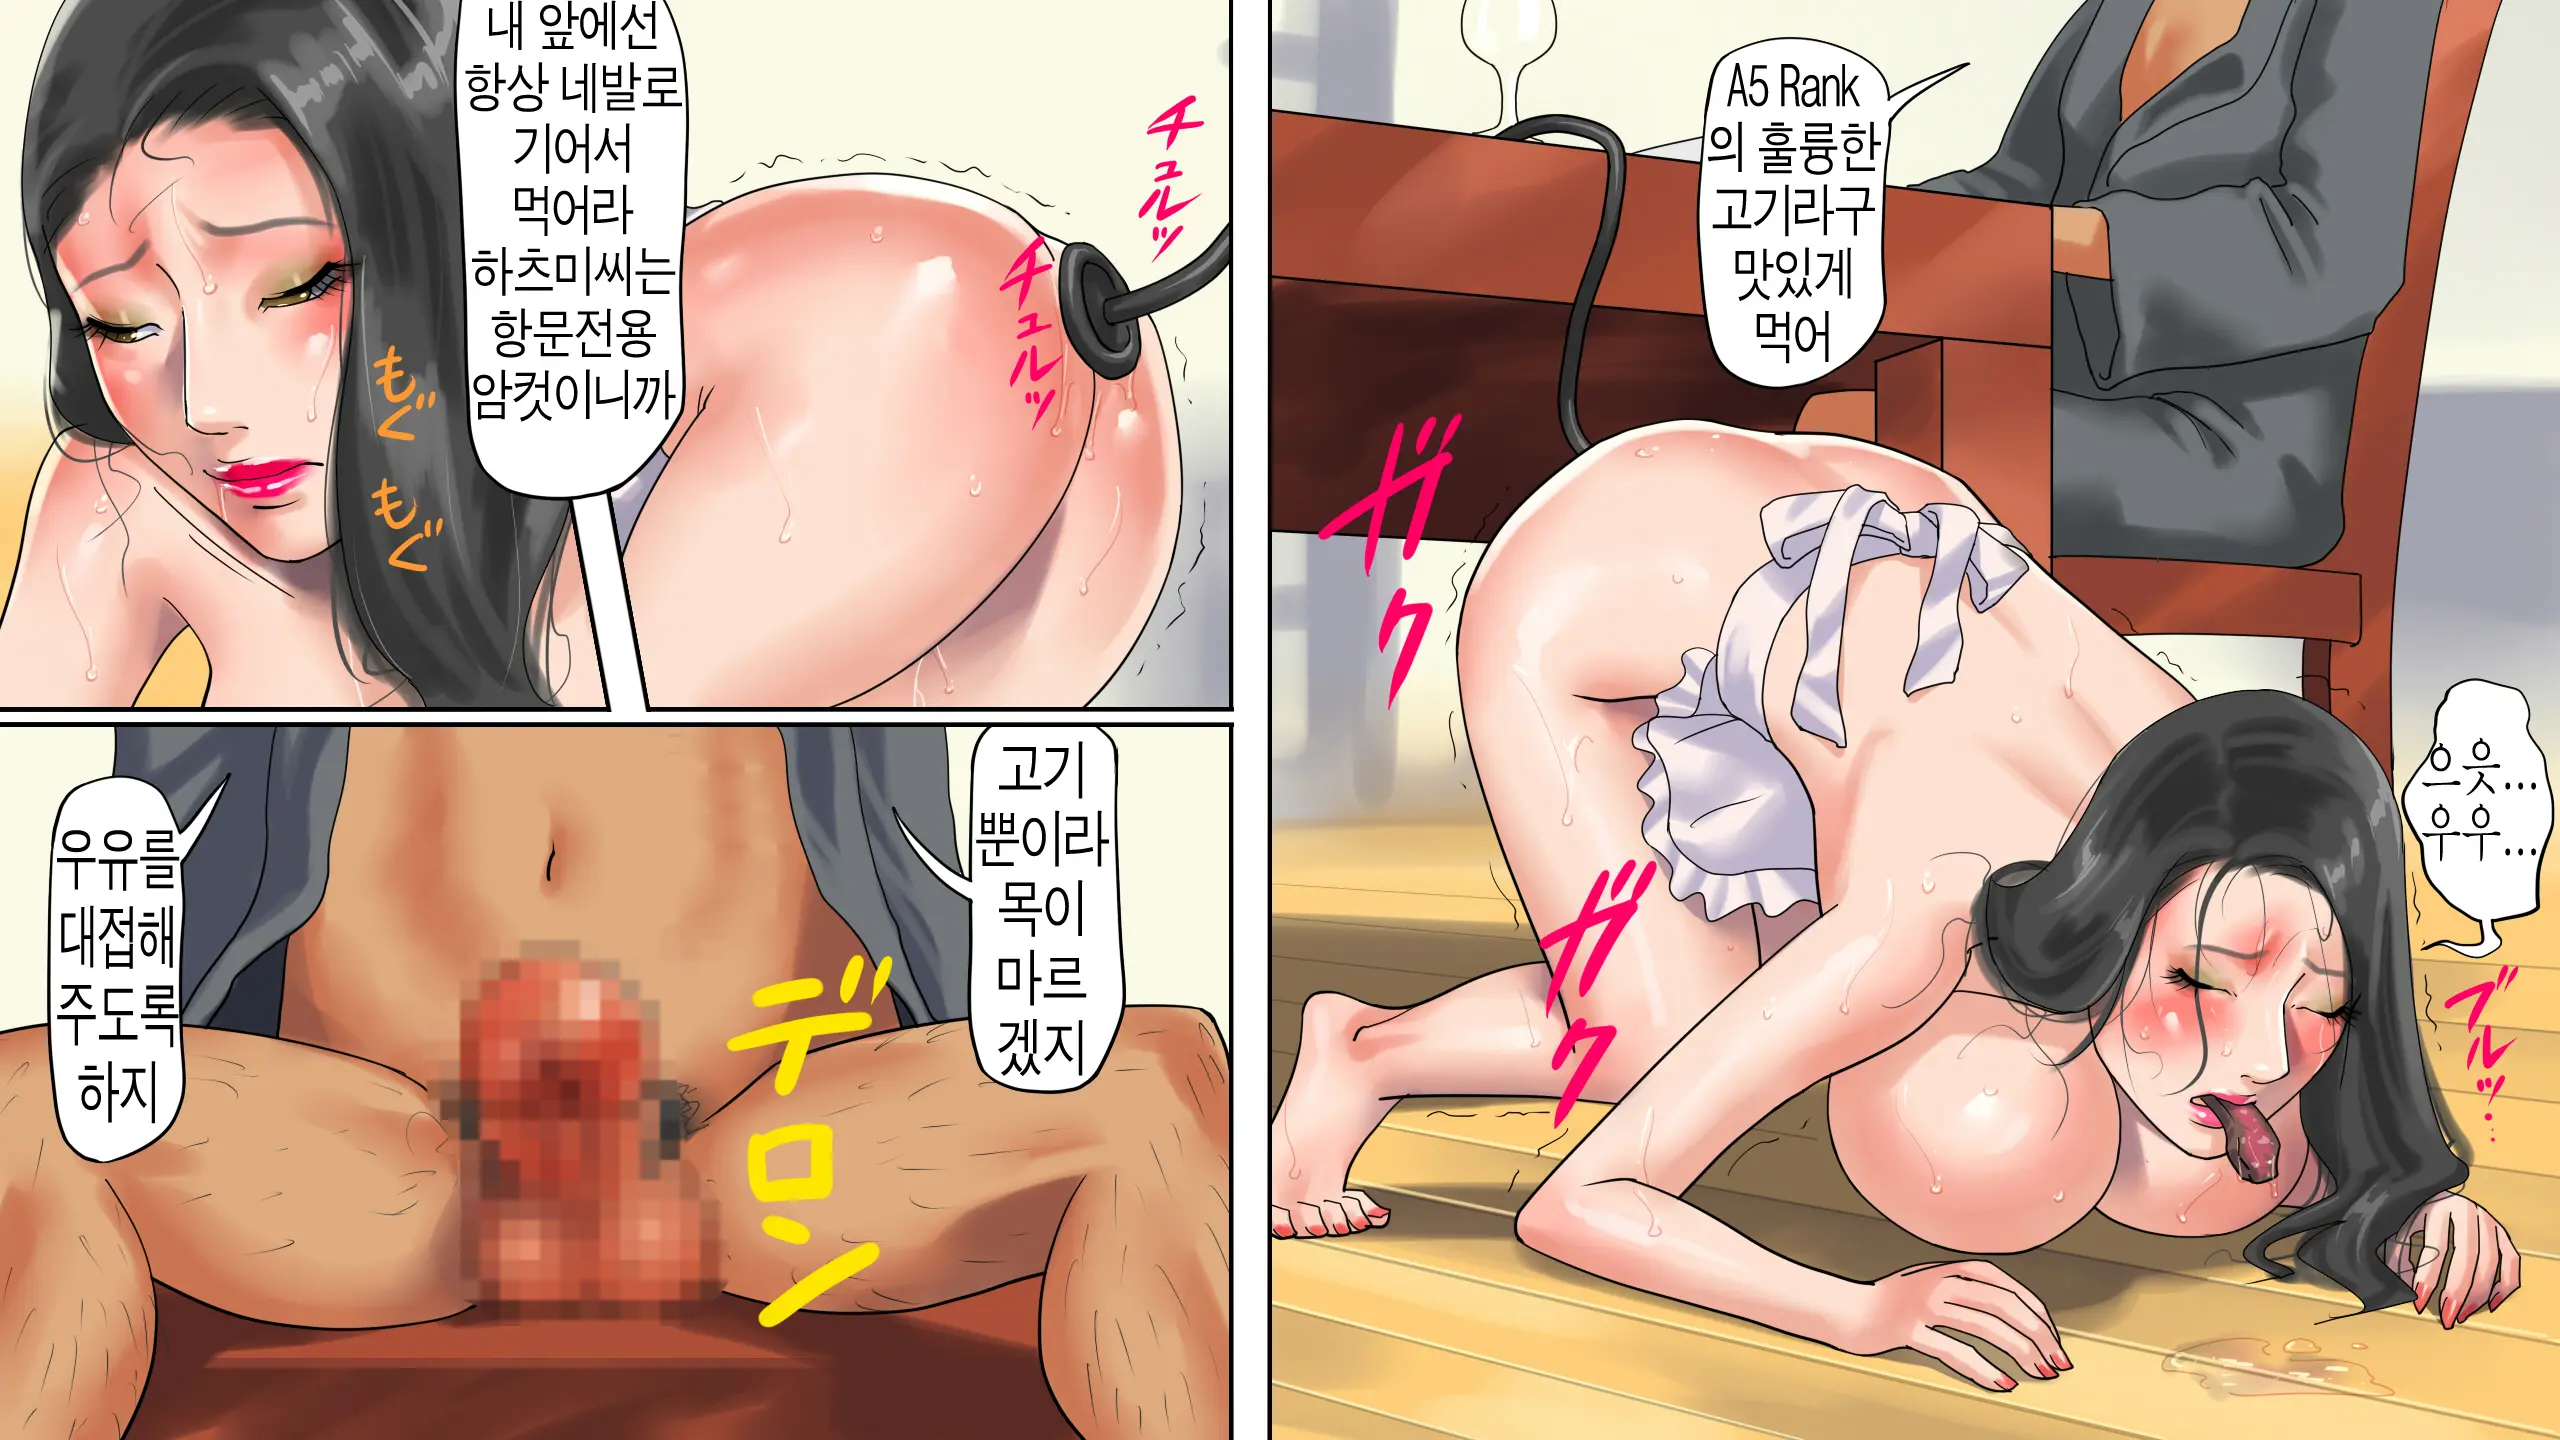 A5 Rank
의 훌륭한
고기라구
맛있게
먹어
으읏...
우우...
ガク
ガク
ブルッ…
내 앞에선
항상 네발로
기어서
먹어라
하츠미씨는
항문전용
암컷이니까
チュルッ
チュルッ
もぐ
もぐ
고기
뿐이라
목이
마르
겠지
우유를
대접해
주도록
하지
デロン